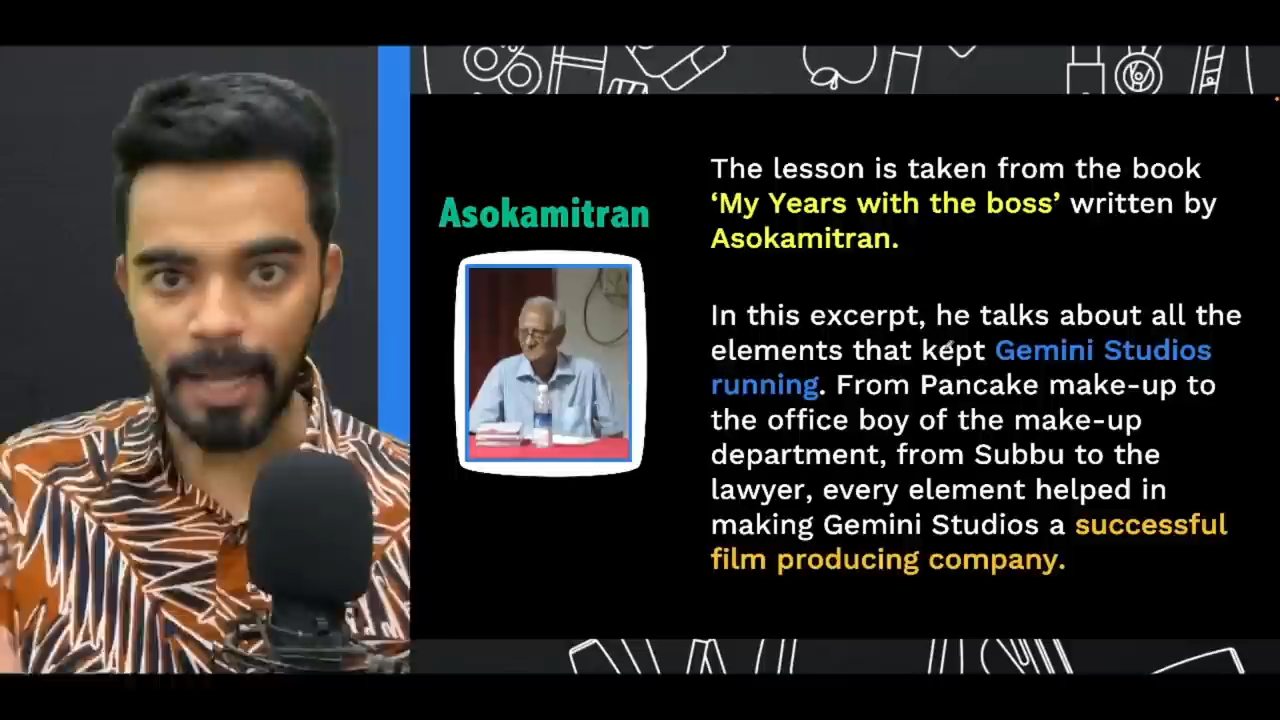 Asokamitran
The lesson is taken from the book
‘My Years with the boss’ written by
Asokamitran.
In this excerpt, he talks about all the
elements that kept Gemini Studios
running. From Pancake make-up to
the office boy of the make-up
department, from Subbu to the
lawyer, every element helped in
making Gemini Studios a successful
film producing company.